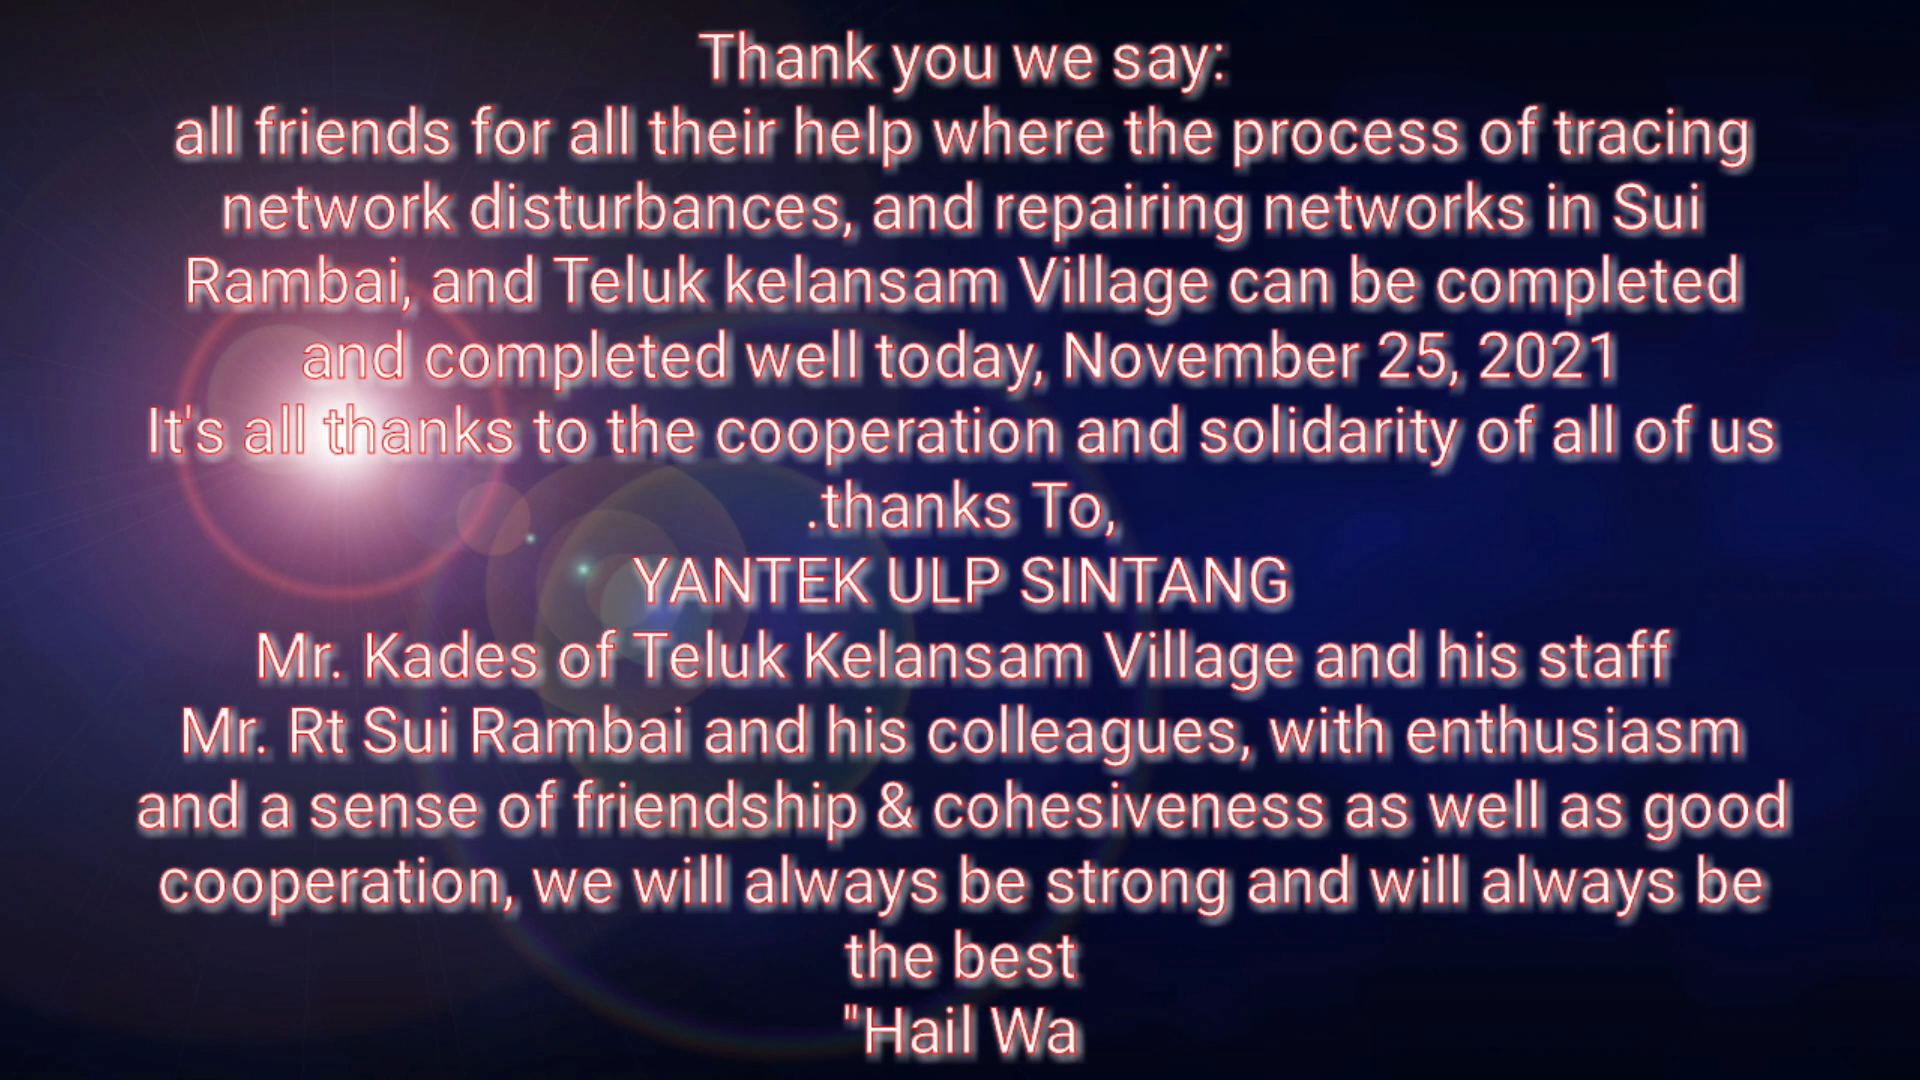 Thank you we say:
all friends for all their help where the process of tracing
network disturbances, and repairing networks in Sui
Rambai, and Teluk kelansam Village can be completed
and completed well today, November 25, 2021
It's all thanks to the cooperation and solidarity of all of us
.thanks To,
YANTEK ULP SINTANG
Mr. Kades of Teluk Kelansam Village and his staff
Mr. Rt Sui Rambai and his colleagues, with enthusiasm
and a sense of friendship & cohesiveness as well as good
cooperation, we will always be strong and will always be
the best
"Hail Wa